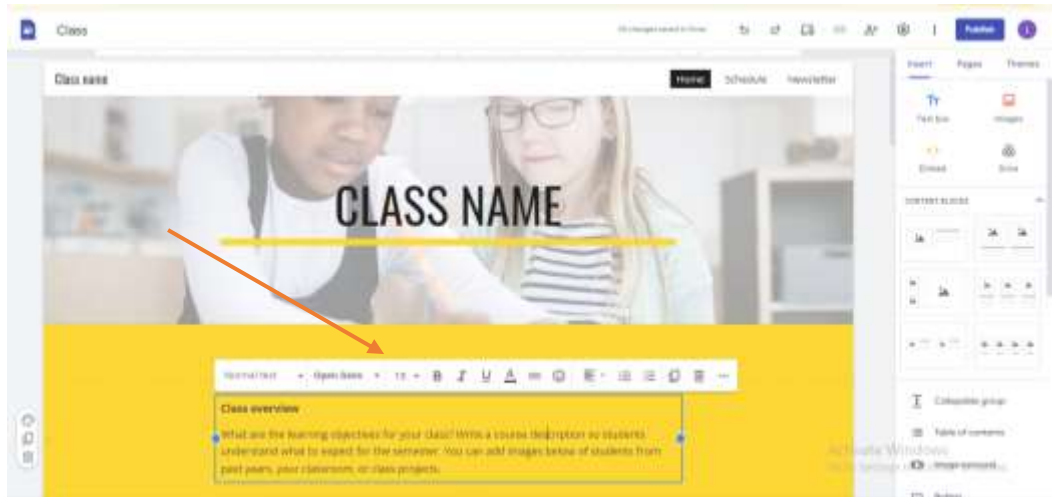 Class
Publish
Class name
Home Schedule Newsletter
Insert Pages Themes
Text box Images
Embed Drive
CONTENT BLOCKS
CLASS NAME
Normal text Open Sans B I U A
Class overview
What are the learning objectives for your class? Write a course description so students
understand what to expect for the semester. You can add images below of students from
past years, your classroom, or class projects.
Collapsible group
Table of contents
Image carousel
Activate Windows